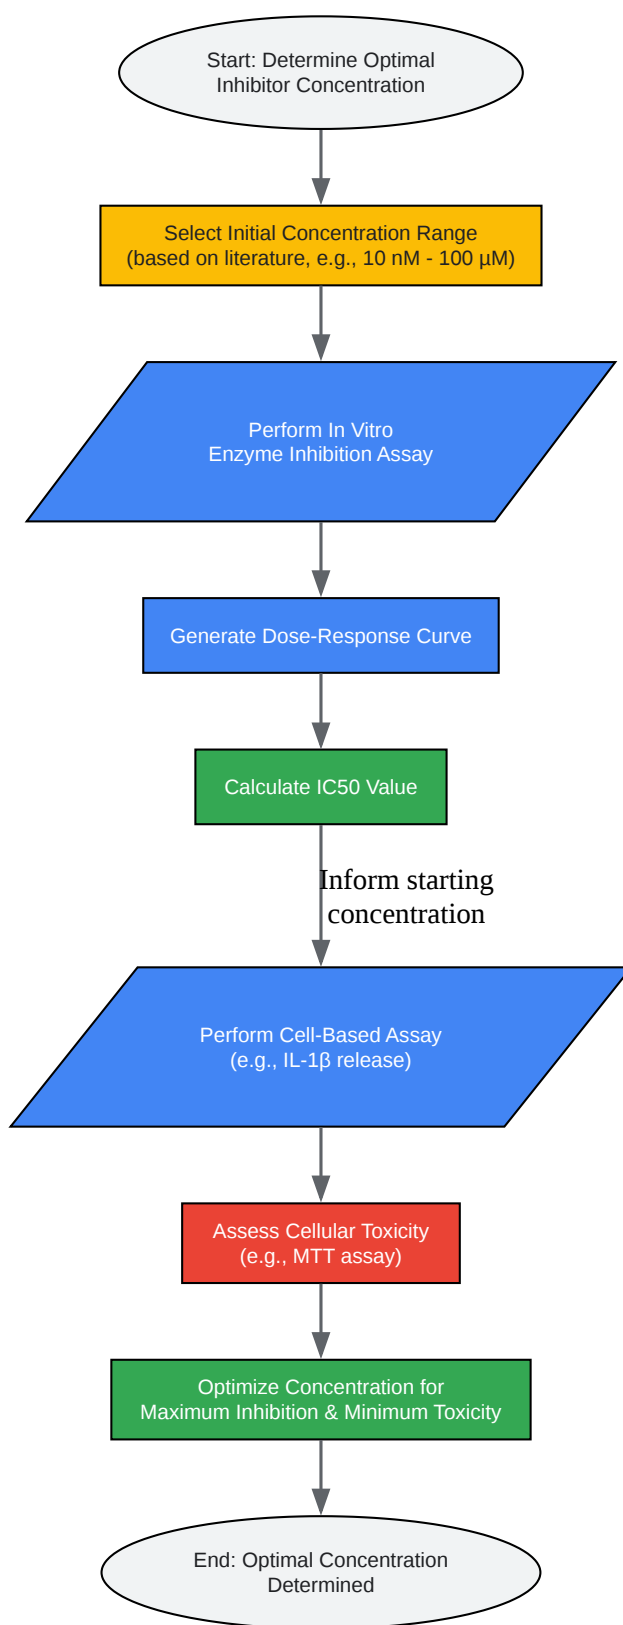 Start: Determine Optimal
Inhibitor Concentration
Select Initial Concentration Range
(based on literature, e.g., 10 nM - 100 µM)
Perform In Vitro
Enzyme Inhibition Assay
Generate Dose-Response Curve
Calculate IC50 Value
Inform starting
concentration
Perform Cell-Based Assay
(e.g., IL-1β release)
Assess Cellular Toxicity
(e.g., MTT assay)
Optimize Concentration for
Maximum Inhibition & Minimum Toxicity
End: Optimal Concentration
Determined